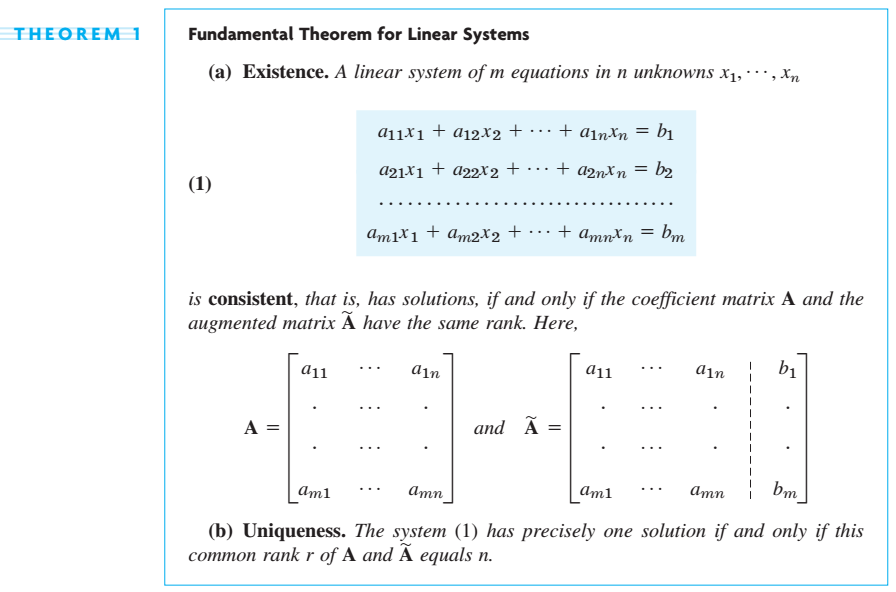 THEOREM 1
Fundamental Theorem for Linear Systems
(a) Existence. A linear system of m equations in n unknowns x₁, ⋯ , xₙ
a₁₁x₁ + a₁₂x₂ + ⋯ + a₁ₙxₙ = b₁
a₂₁x₁ + a₂₂x₂ + ⋯ + a₂ₙxₙ = b₂
(1)
. . . . . . . . . . . . . . . . . . . . . . . . . . . . . . .
aₘ₁x₁ + aₘ₂x₂ + ⋯ + aₘₙxₙ = bₘ
is consistent, that is, has solutions, if and only if the coefficient matrix A and the
augmented matrix Ã have the same rank. Here,
a₁₁ ⋯ a₁ₙ a₁₁ ⋯ a₁ₙ b₁
. ⋯ . . ⋯ . .
A = and Ã =
. ⋯ . . ⋯ . .
aₘ₁ ⋯ aₘₙ aₘ₁ ⋯ aₘₙ bₘ
(b) Uniqueness. The system (1) has precisely one solution if and only if this
common rank r of A and Ã equals n.